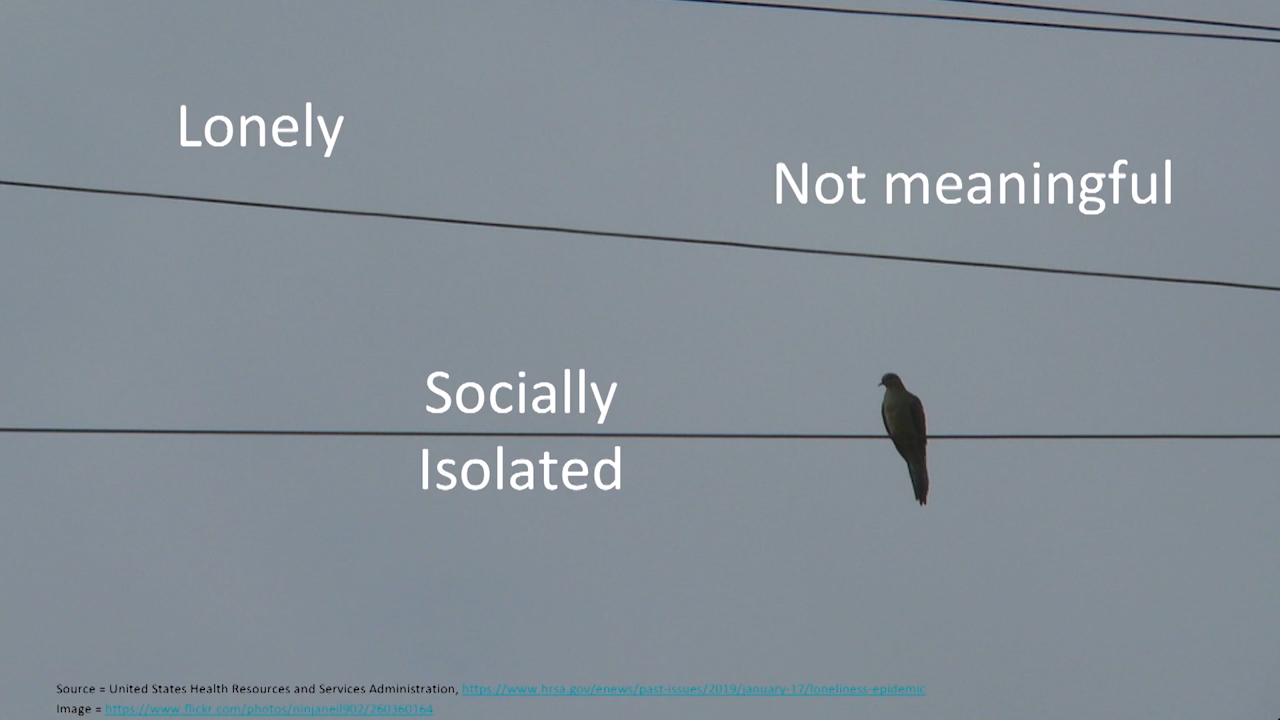 Lonely
Not meaningful
Socially
Isolated
Source = United States Health Resources and Services Administration, https://www.hrsa.gov/enews/past-issues/2019/january-17/loneliness-epidemic
Image = https://www.flickr.com/photos/ninjaneil902/260360164